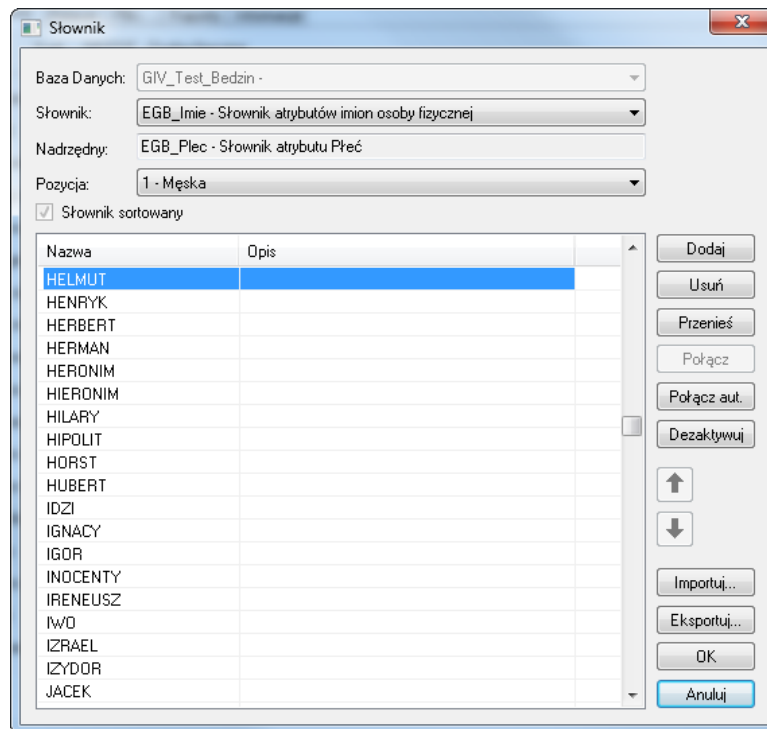 Słownik
Baza Danych: GIV_Test_Bedzin -
Słownik: EGB_Imie - Słownik atrybutów imion osoby fizycznej
Nadrzędny: EGB_Plec - Słownik atrybutu Płeć
Pozycja: 1 - Męska
Słownik sortowany
Nazwa Opis
HELMUT
HENRYK
HERBERT
HERMAN
HERONIM
HIERONIM
HILARY
HIPOLIT
HORST
HUBERT
IDZI
IGNACY
IGOR
INOCENTY
IRENEUSZ
IWO
IZRAEL
IZYDOR
JACEK
Dodaj
Usuń
Przenieś
Połącz
Połącz aut.
Dezaktywuj
Importuj...
Eksportuj...
OK
Anuluj